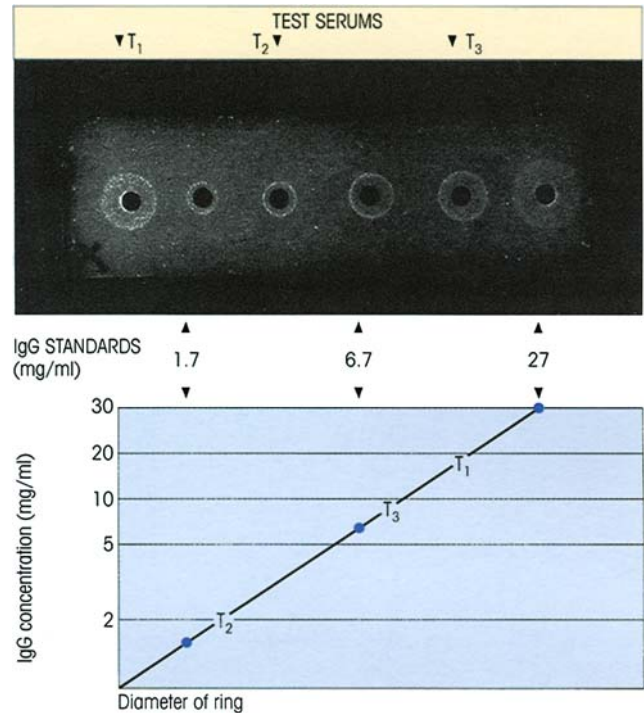 TEST SERUMS
▼ T₁ T₂ ▼ ▼ T₃
IgG STANDARDS
(mg/ml)
1.7 6.7 27
IgG concentration (mg/ml)
30
20
10
5
2
T₁
T₃
T₂
Diameter of ring